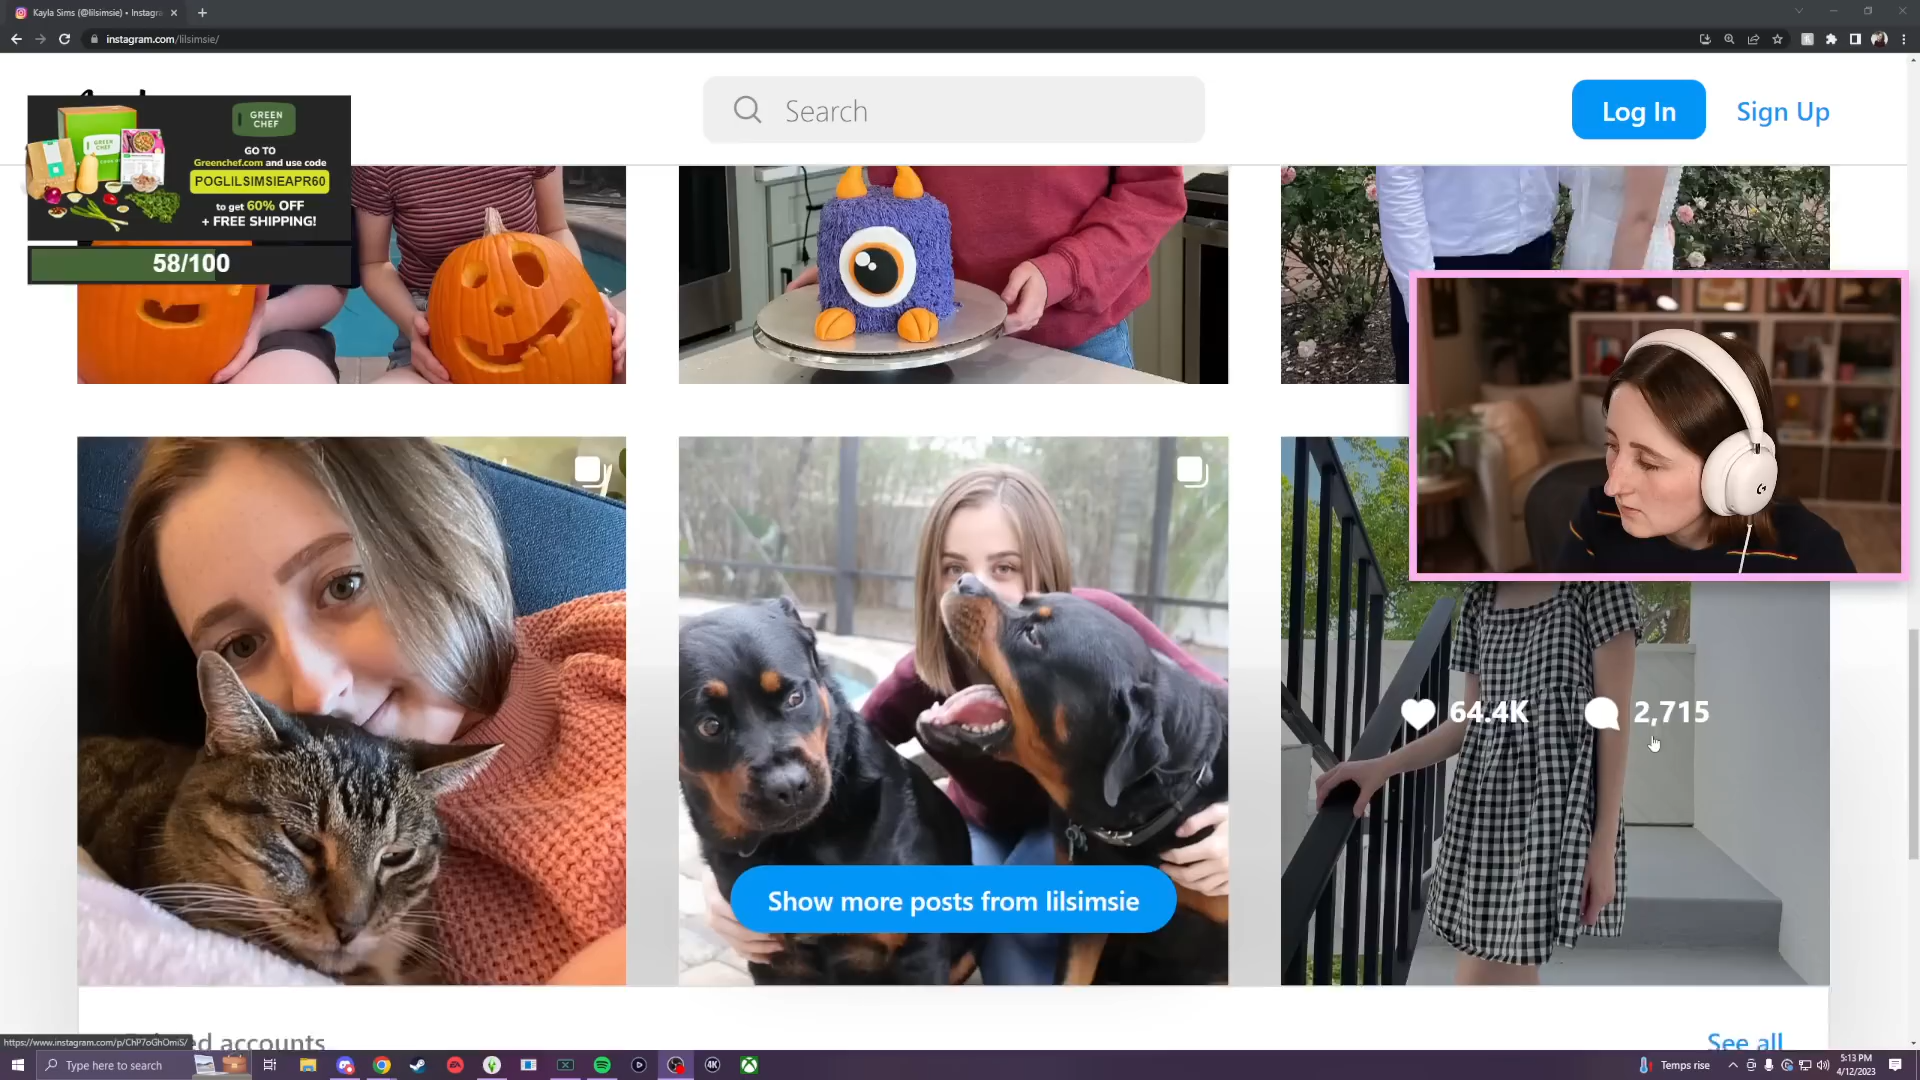 Kayla Sims (@lilsimsie) • Instagr
instagram.com/lilsimsie/
Search
Log In
Sign Up
GREEN
CHEF
GO TO
Greenchef.com and use code
POGLILSIMSIEAPR60
to get 60% OFF
+ FREE SHIPPING!
58/100
64.4K
2,715
Show more posts from lilsimsie
accounts
See all
https://www.instagram.com/p/ChP7oGhOmiS/
Type here to search
4K
Temps rise
5:13 PM
4/12/2023